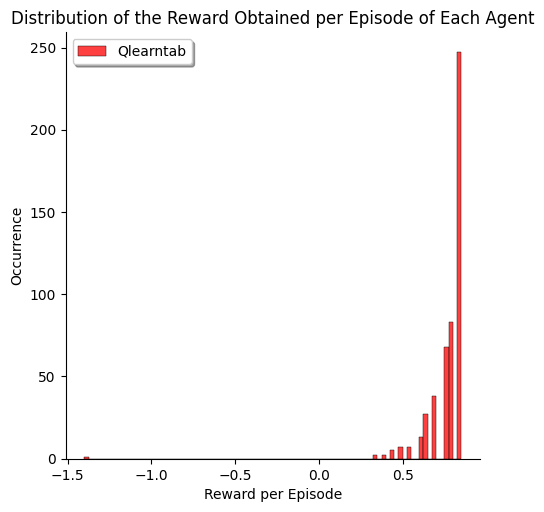 Distribution of the Reward Obtained per Episode of Each Agent
Qlearntab
250
200
150
100
50
0
Occurrence
−1.5 −1.0 −0.5 0.0 0.5
Reward per Episode